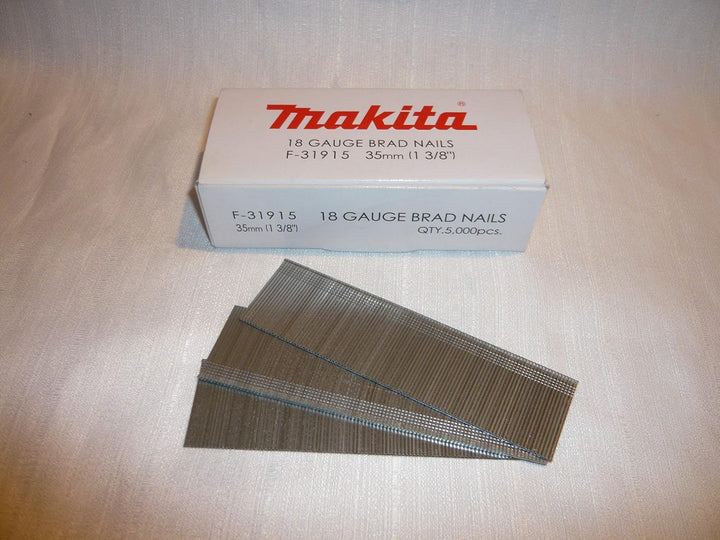 Makita®
18 GAUGE BRAD NAILS
F-31915 35mm (1 3/8")
F-31915 18 GAUGE BRAD NAILS
35mm (1 3/8") QTY.5,000pcs.